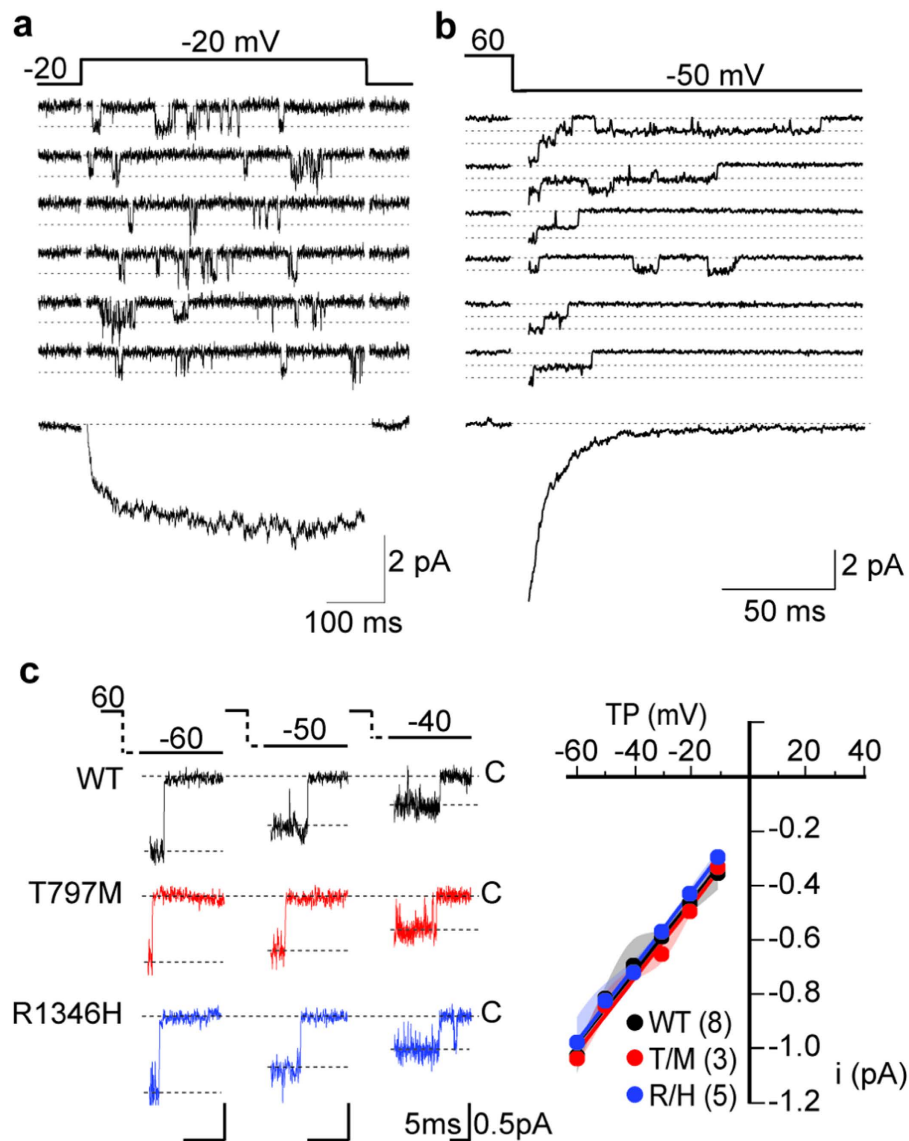 a
-20 mV
-20
2 pA
100 ms
b
60
-50 mV
2 pA
50 ms
c
60
-60
-50
-40
WT
C
T797M
C
R1346H
C
5ms
0.5pA
TP (mV)
-60 -40 -20 20 40
-0.2
-0.4
-0.6
-0.8
-1.0
-1.2
i (pA)
WT (8)
T/M (3)
R/H (5)